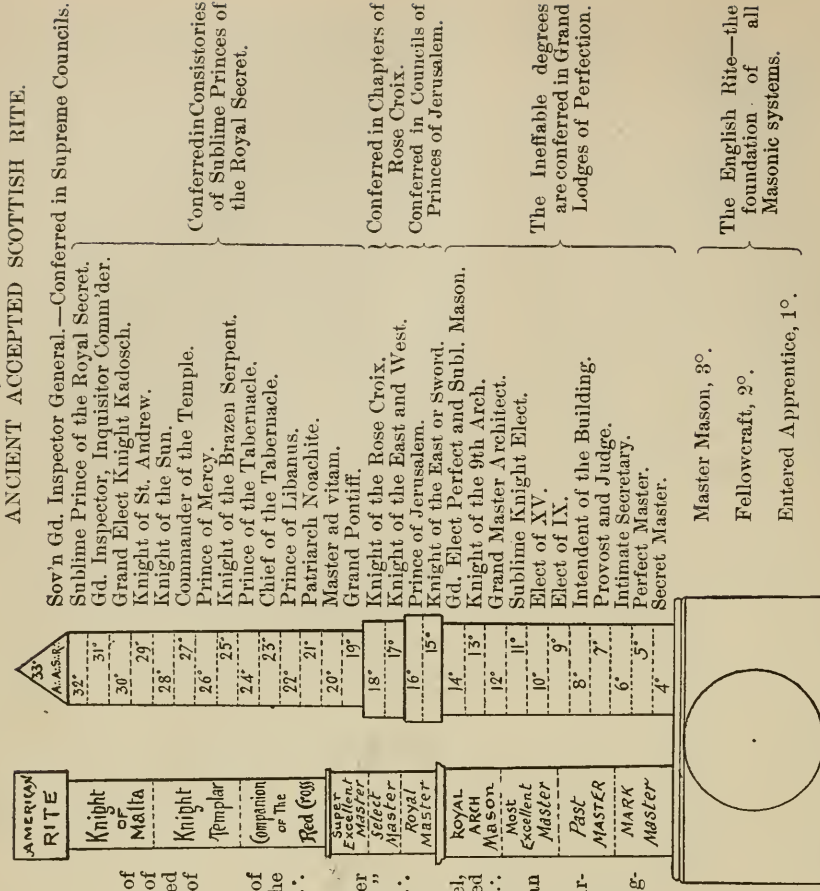 ANCIENT ACCEPTED SCOTTISH RITE.
Sov'n Gd. Inspector General.—Conferred in Supreme Councils.
Sublime Prince of the Royal Secret.
Gd. Inspector, Inquisitor Comm'der.
Grand Elect Knight Kadosch.
Knight of St. Andrew.
Knight of the Sun.
Commander of the Temple.
Prince of Mercy.
Knight of the Brazen Serpent.
Prince of the Tabernacle.
Chief of the Tabernacle.
Prince of Libanus.
Patriarch Noachite.
Master ad vitam.
Grand Pontiff.
Knight of the Rose Croix.
Knight of the East and West.
Prince of Jerusalem.
Knight of the East or Sword.
Gd. Elect Perfect and Subl. Mason.
Knight of the 9th Arch.
Grand Master Architect.
Sublime Knight Elect.
Elect of XV.
Elect of IX.
Intendent of the Building.
Provost and Judge.
Intimate Secretary.
Perfect Master.
Secret Master.
Master Mason, 3°.
Fellowcraft, 2°.
Entered Apprentice, 1°.
Conferred in Consistories
of Sublime Princes of
the Royal Secret.
Conferred in Chapters of
Rose Croix.
Conferred in Councils of
Princes of Jerusalem.
The Ineffable degrees
are conferred in Grand
Lodges of Perfection.
The English Rite—the
foundation of all
Masonic systems.
33°
A∴A∴S∴R∴
32°
31°
30°
29°
28°
27°
26°
25°
24°
23°
22°
21°
20°
19°
18°
17°
16°
15°
14°
13°
12°
11°
10°
9°
8°
7°
6°
5°
4°
AMERICAN
RITE
Knight
OF
Malta
Knight
Templar
Companion
OF THE
Red Cross
Super
Excellent
Master
Select
Master
Royal
Master
ROYAL
ARCH
MASON
Most
Excellent
Master
Past
MASTER
MARK
Master
of
of
ed
of
of
he
∴
er
”
∴
el,
ed
∴
an
ar-
g-